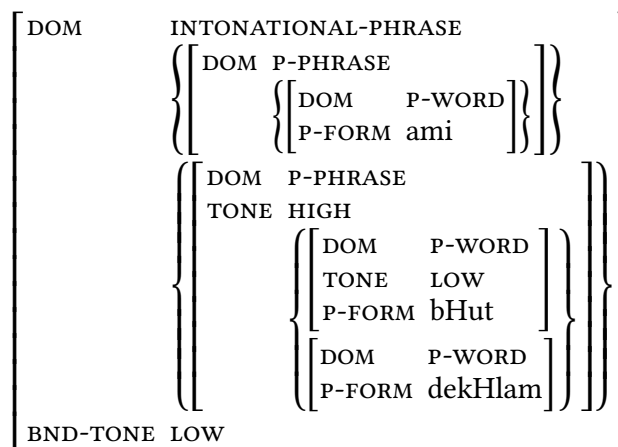 DOM INTONATIONAL-PHRASE
DOM P-PHRASE
DOM P-WORD
P-FORM ami
DOM P-PHRASE
TONE HIGH
DOM P-WORD
TONE LOW
P-FORM bHut
DOM P-WORD
P-FORM dekHlam
BND-TONE LOW